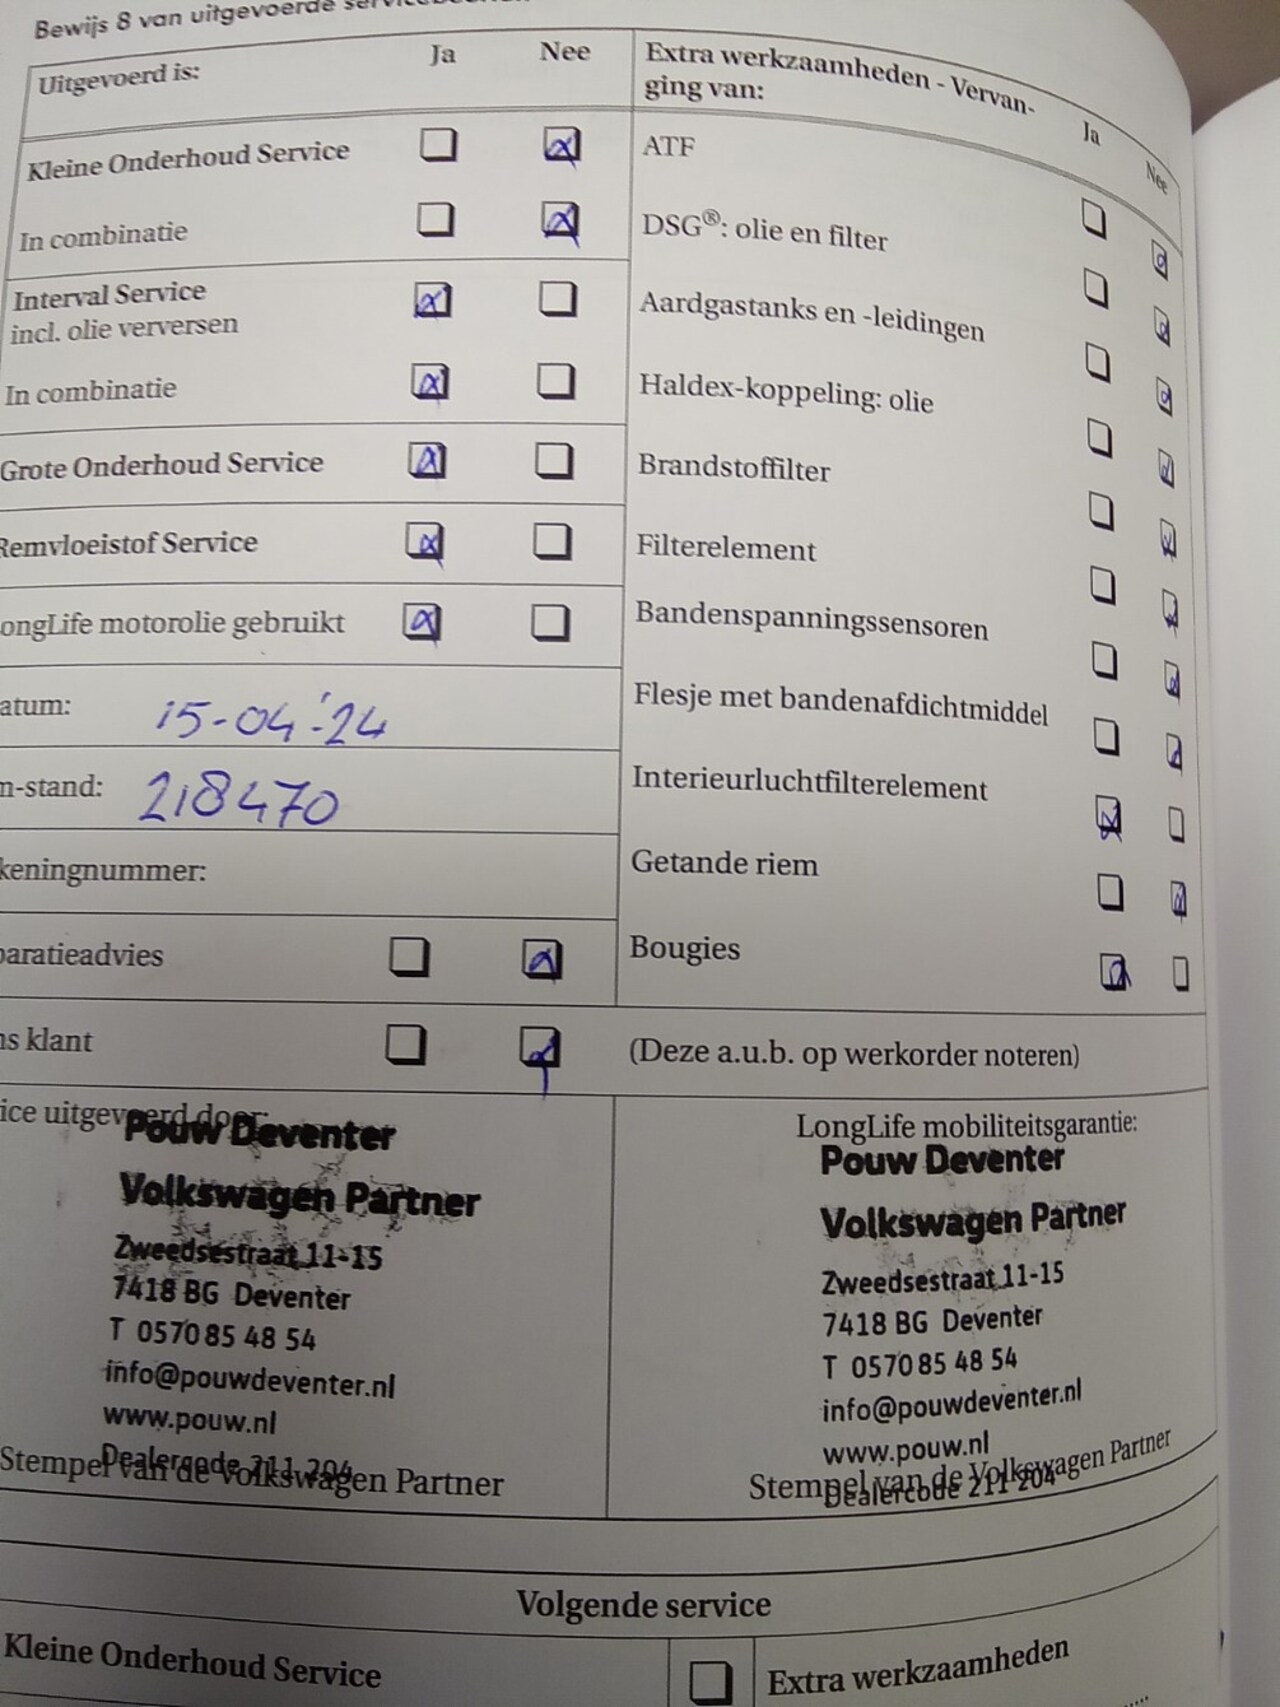 Bewijs 8 van uitgevoerde
Uitgevoerd is:
Ja
Nee
Kleine Onderhoud Service
In combinatie
Interval Service
incl. olie verversen
In combinatie
Grote Onderhoud Service
Remvloeistof Service
ongLife motorolie gebruikt
atum:
15-04-'24
m-stand:
218470
keningnummer:
paratieadvies
ns klant
Extra werkzaamheden - Vervan-
ging van:
Ja
Nee
ATF
DSG®: olie en filter
Aardgastanks en -leidingen
Haldex-koppeling: olie
Brandstoffilter
Filterelement
Bandenspanningssensoren
Flesje met bandenafdichtmiddel
Interieurluchtfilterelement
Getande riem
Bougies
(Deze a.u.b. op werkorder noteren)
ice uitgevoerd door:
Pouw Deventer
Volkswagen Partner
Zweedsestraat 11-15
7418 BG Deventer
T 0570 85 48 54
info@pouwdeventer.nl
www.pouw.nl
Dealercode 211 204
Stempel van de Volkswagen Partner
LongLife mobiliteitsgarantie:
Pouw Deventer
Volkswagen Partner
Zweedsestraat 11-15
7418 BG Deventer
T 0570 85 48 54
info@pouwdeventer.nl
www.pouw.nl
Dealercode 211 204
Stempel van de Volkswagen Partner
Volgende service
Kleine Onderhoud Service
Extra werkzaamheden